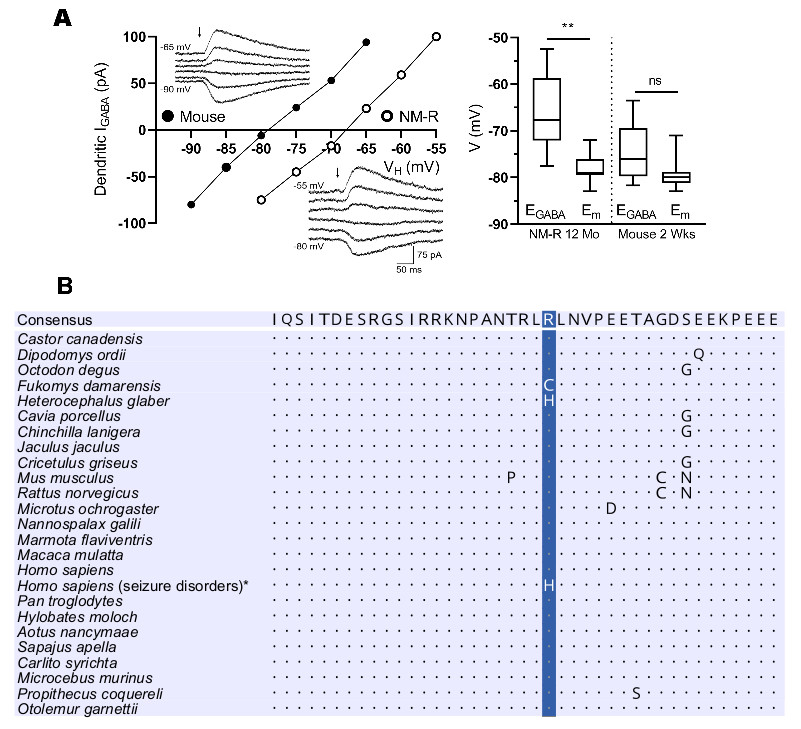 A
100
50
0
-50
-100
Dendritic I_GABA (pA)
-90 -85 -80 -75 -70 -65 -60 -55
V_H (mV)
Mouse
NM-R
-65 mV
-90 mV
-55 mV
-80 mV
75 pA
50 ms
-50
-60
-70
-80
-90
V (mV)
**
ns
E_GABA E_m E_GABA E_m
NM-R 12 Mo Mouse 2 Wks
B
Consensus I Q S I T D E S R G S I R R K N P A N T R L R L N V P E E T A G D S E E K P E E E
Castor canadensis
Dipodomys ordii Q
Octodon degus G
Fukomys damarensis C
Heterocephalus glaber H
Cavia porcellus G
Chinchilla lanigera G
Jaculus jaculus
Cricetulus griseus G
Mus musculus P C N
Rattus norvegicus C N
Microtus ochrogaster D
Nannospalax galili
Marmota flaviventris
Macaca mulatta
Homo sapiens
Homo sapiens (seizure disorders)* H
Pan troglodytes
Hylobates moloch
Aotus nancymaae
Sapajus apella
Carlito syrichta
Microcebus murinus
Propithecus coquereli S
Otolemur garnettii